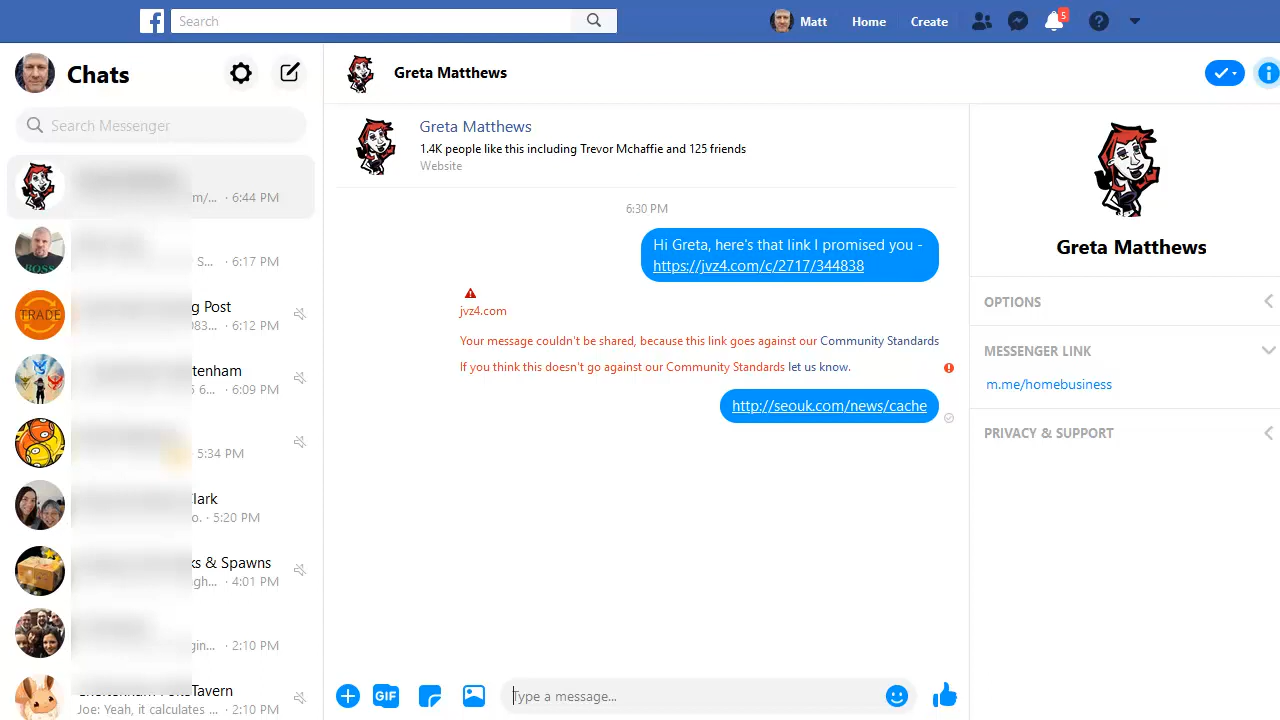 Search
Matt
Home
Create
5
Chats
Search Messenger
m/... · 6:44 PM
BOSS
S... · 6:17 PM
TRADE
g Post
083... · 6:12 PM
tenham
5 6... · 6:09 PM
5:34 PM
Clark
o. · 5:20 PM
ks & Spawns
gh... · 4:01 PM
gin... · 2:10 PM
Tavern
Joe: Yeah, it calculates ... · 2:10 PM
Greta Matthews
Greta Matthews
1.4K people like this including Trevor Mchaffie and 125 friends
Website
6:30 PM
Hi Greta, here's that link I promised you -
https://jvz4.com/c/2717/344838
jvz4.com
Your message couldn't be shared, because this link goes against our Community Standards
If you think this doesn't go against our Community Standards let us know.
http://seouk.com/news/cache
GIF
Type a message...
Greta Matthews
OPTIONS
MESSENGER LINK
m.me/homebusiness
PRIVACY & SUPPORT